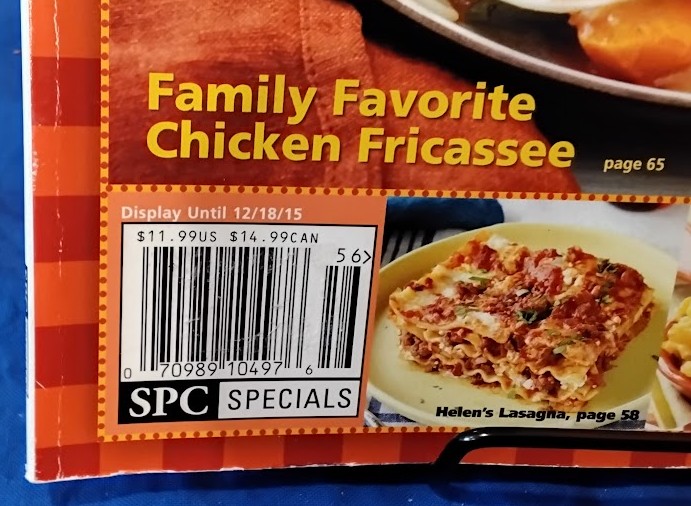 Family Favorite
Chicken Fricassee
page 65
Display Until 12/18/15
$11.99US $14.99CAN
56>
0 70989 10497 6
SPC SPECIALS
Helen's Lasagna, page 58